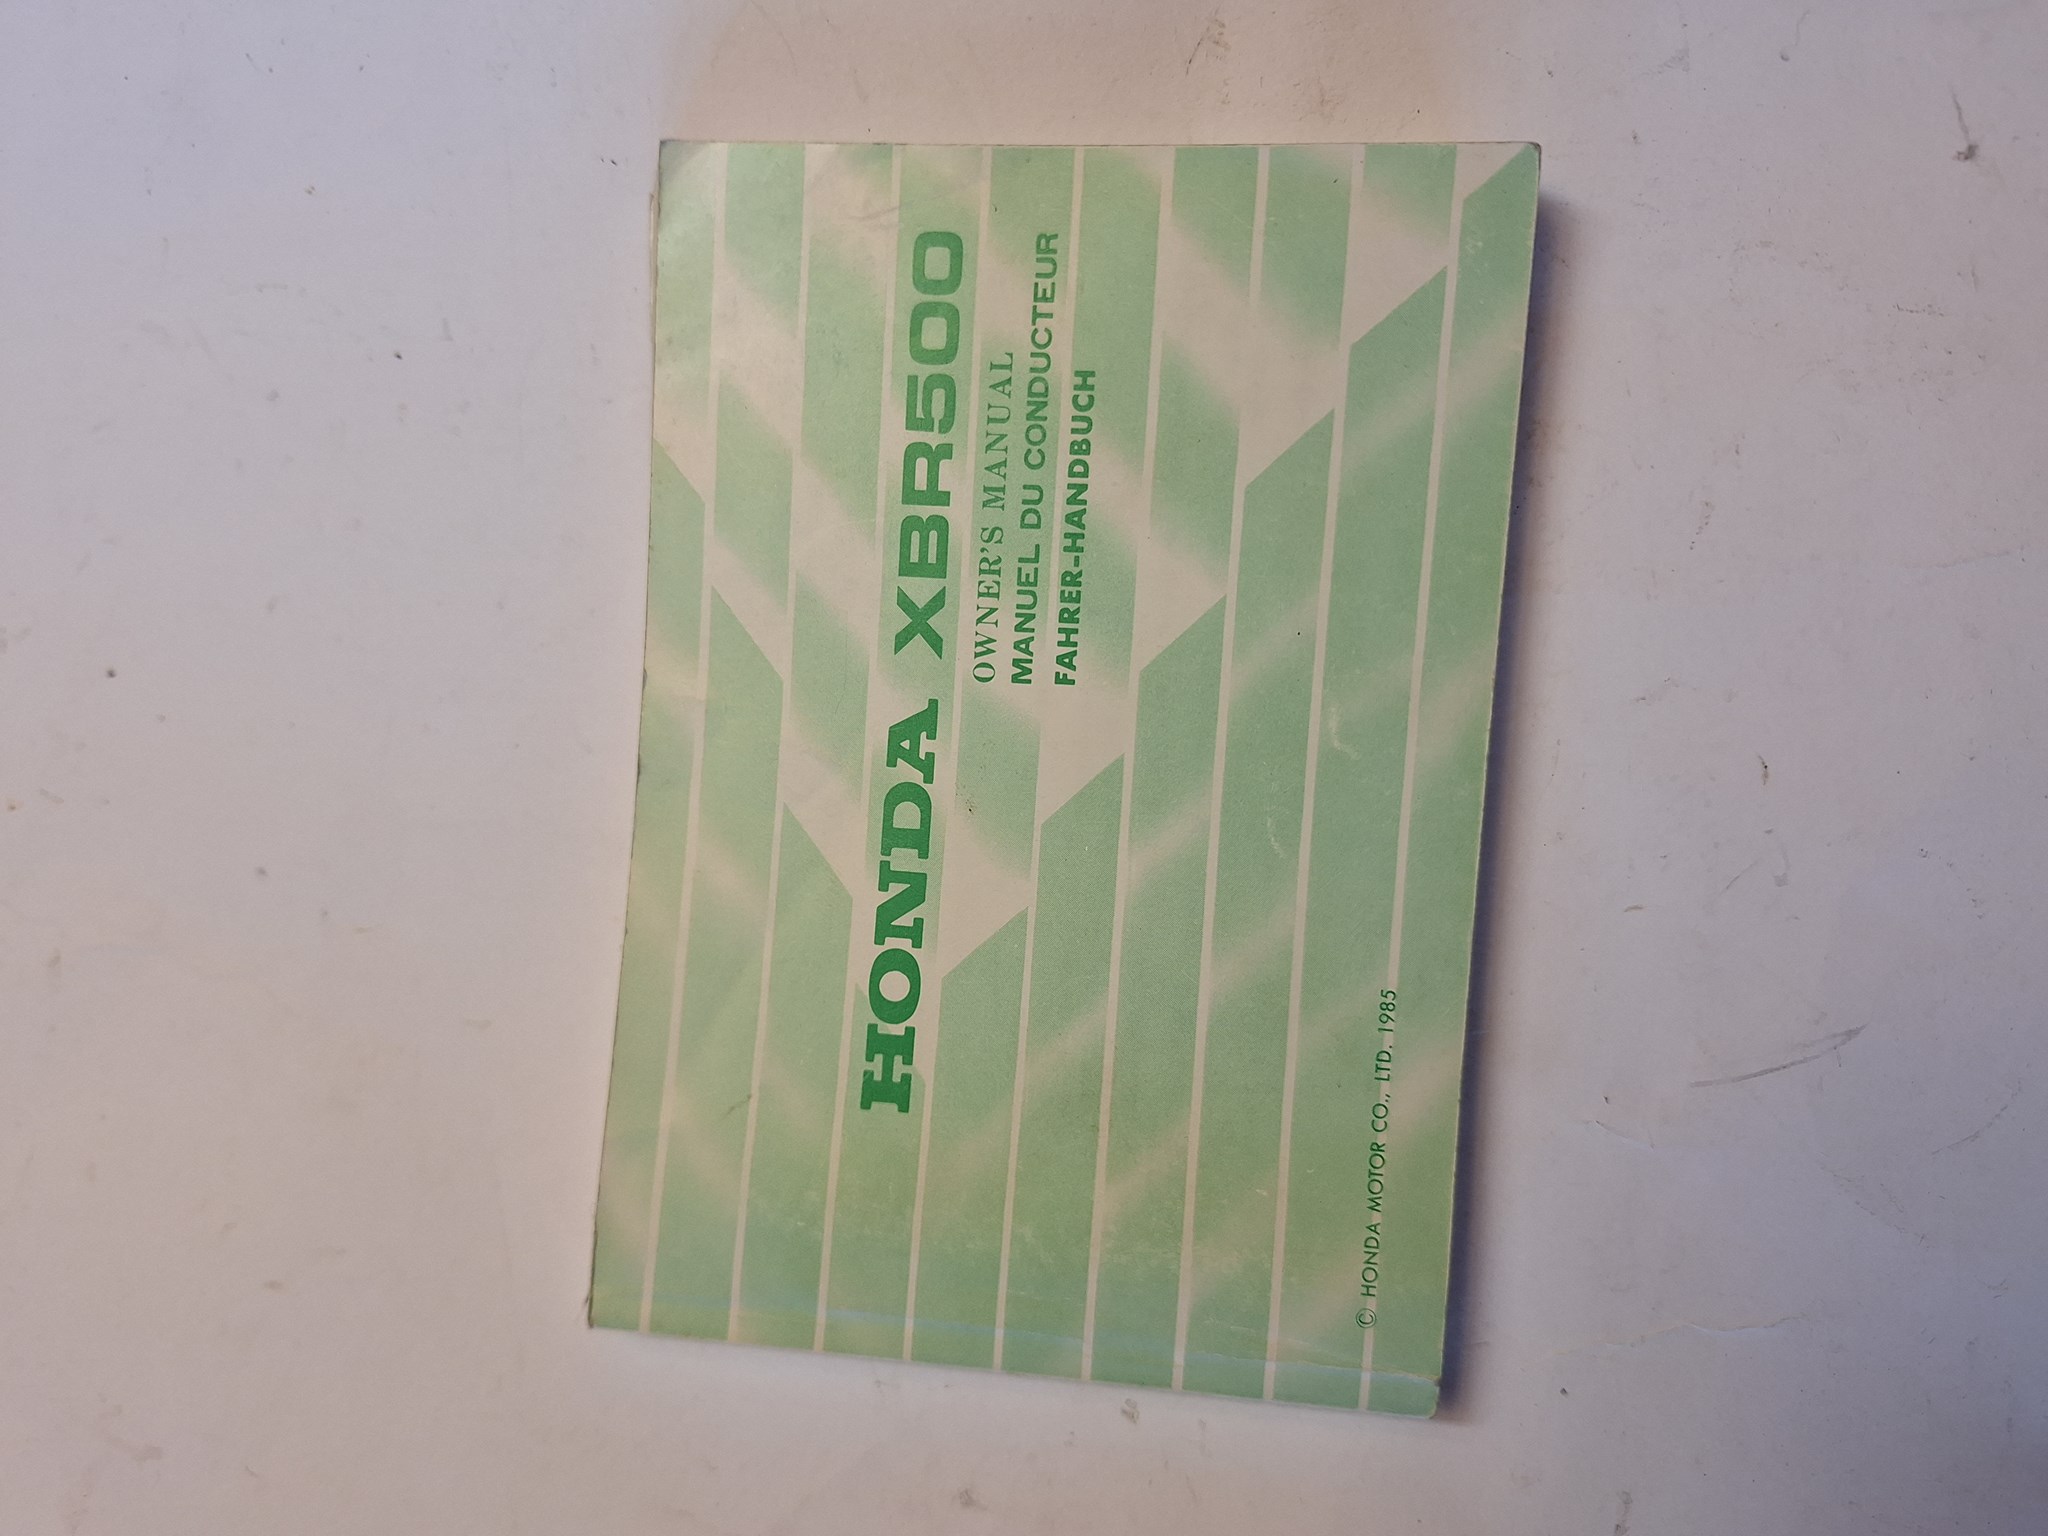 HONDA XBR500
OWNER'S MANUAL
MANUEL DU CONDUCTEUR
FAHRER-HANDBUCH
© HONDA MOTOR CO., LTD. 1985